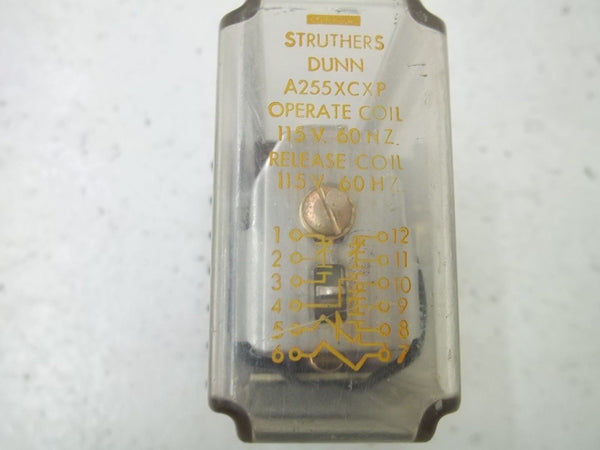 STRUTHERS
DUNN
A255XCXP
OPERATE COIL
115 V. 60 HZ.
RELEASE COIL
115 V. 60 HZ
1 12
2 11
3 10
4 9
5 8
6 7